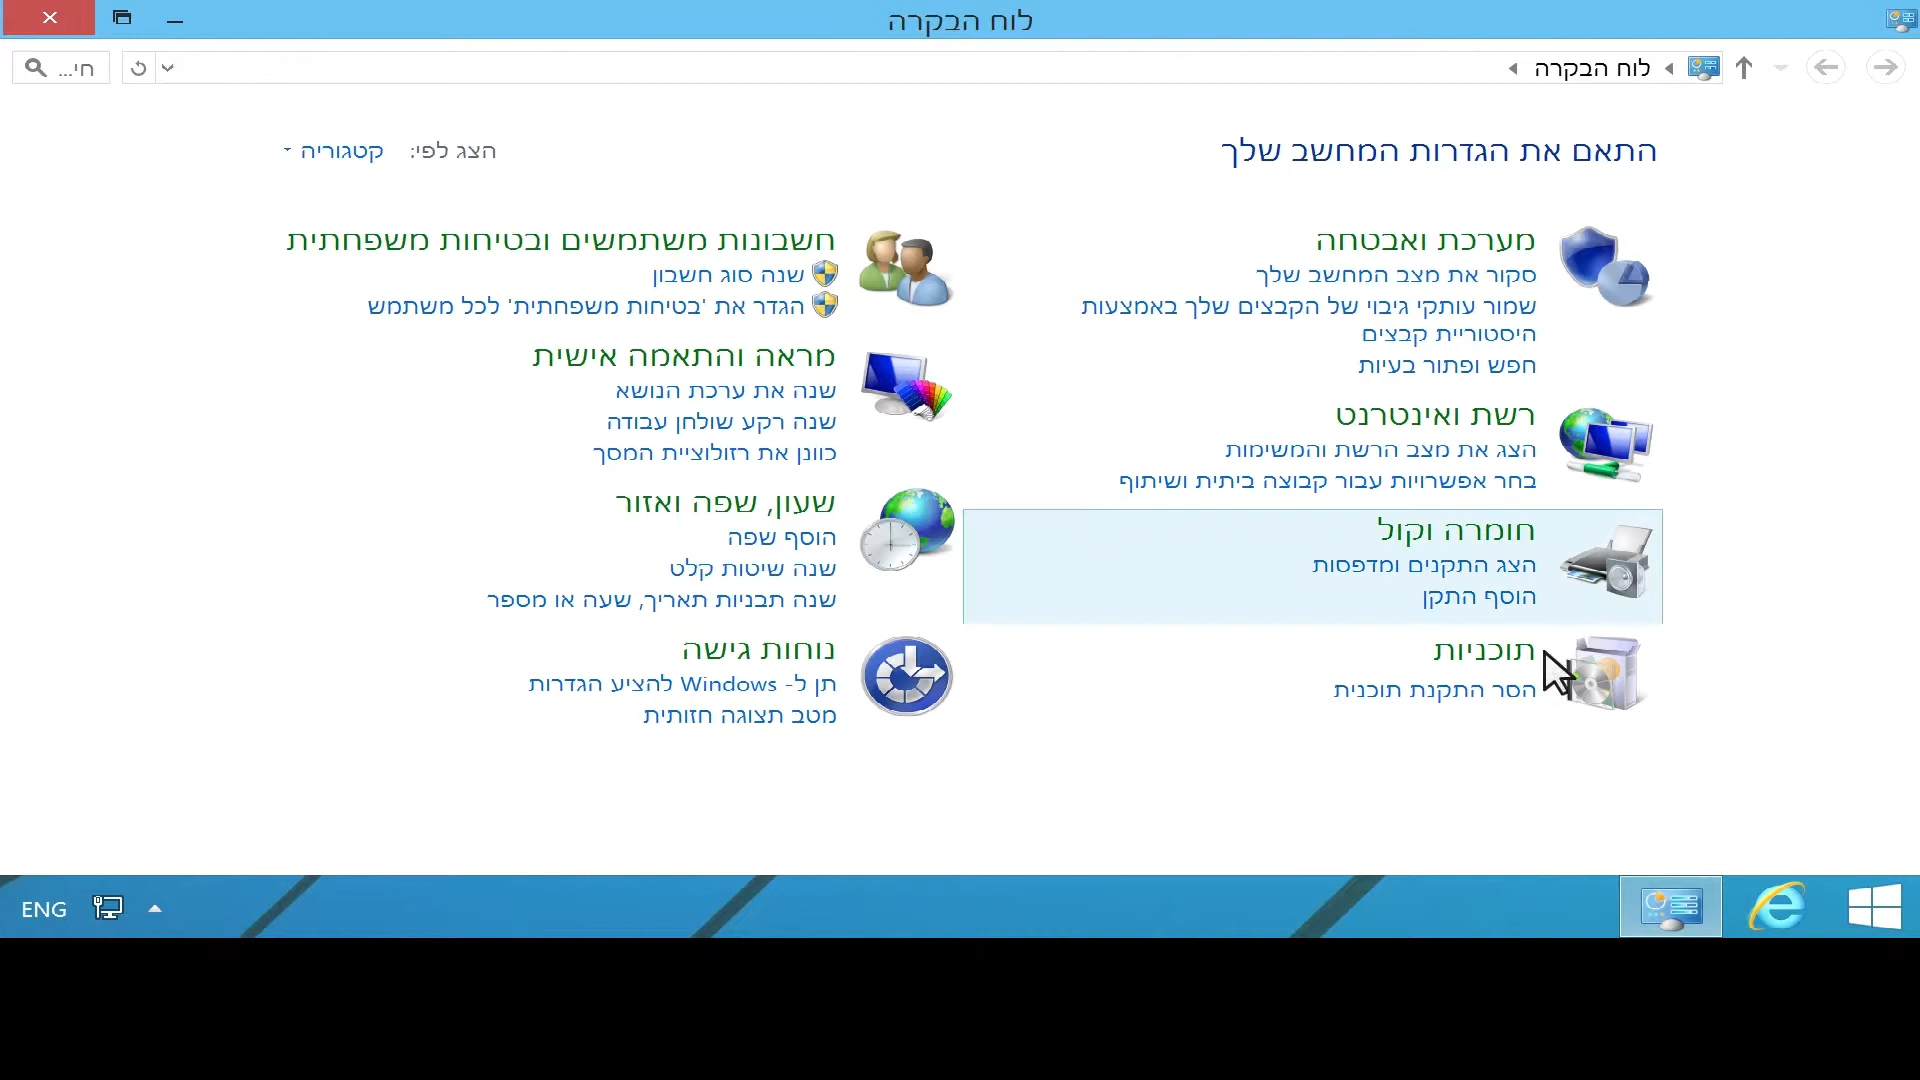 לוח הבקרה
לוח הבקרה
חי...
התאם את הגדרות המחשב שלך
הצג לפי: קטגוריה
מערכת ואבטחה
סקור את מצב המחשב שלך
שמור עותקי גיבוי של הקבצים שלך באמצעות
היסטוריית קבצים
חפש ופתור בעיות
רשת ואינטרנט
הצג את מצב הרשת והמשימות
בחר אפשרויות עבור קבוצה ביתית ושיתוף
חומרה וקול
הצג התקנים ומדפסות
הוסף התקן
תוכניות
הסר התקנת תוכנית
חשבונות משתמשים ובטיחות משפחתית
שנה סוג חשבון
הגדר את 'בטיחות משפחתית' לכל משתמש
מראה והתאמה אישית
שנה את ערכת הנושא
שנה רקע שולחן עבודה
כוונן את רזולוציית המסך
שעון, שפה ואזור
הוסף שפה
שנה שיטות קלט
שנה תבניות תאריך, שעה או מספר
נוחות גישה
תן ל- Windows להציע הגדרות
מטב תצוגה חזותית
ENG